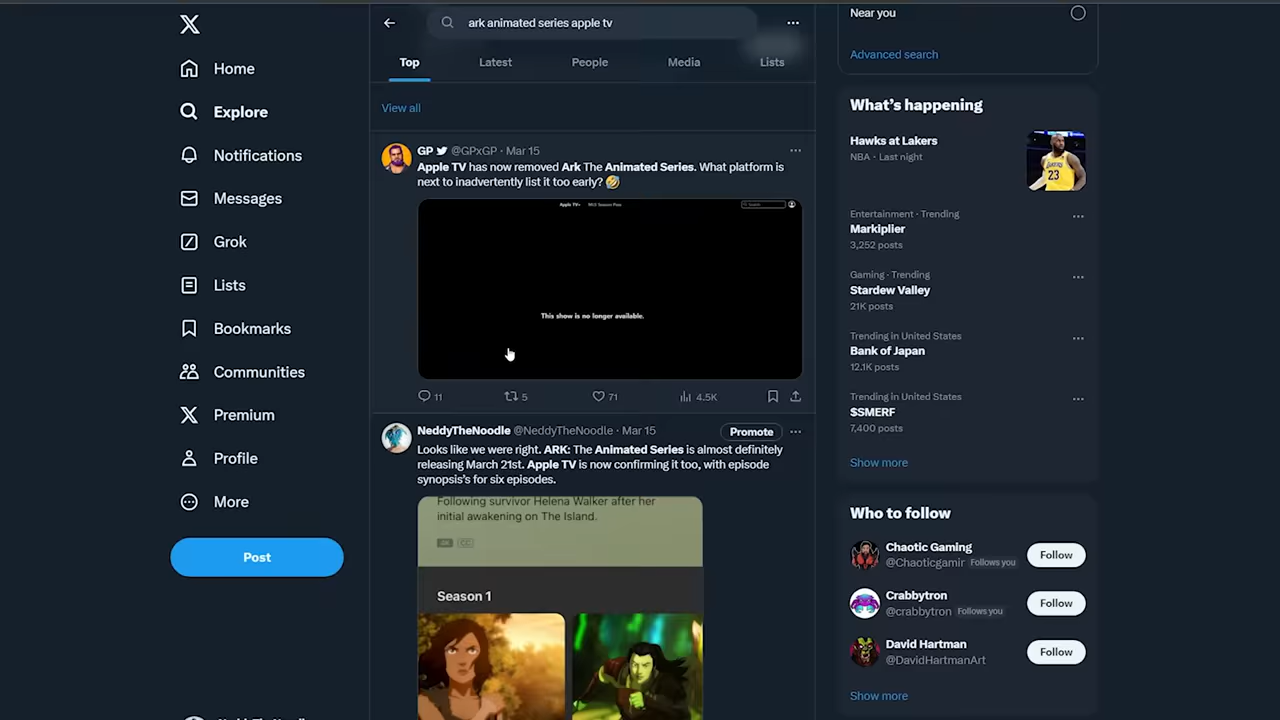 ark animated series apple tv
Top
Latest
People
Media
Lists
View all
Home
Explore
Notifications
Messages
Grok
Lists
Bookmarks
Communities
Premium
Profile
More
Post
GP @GPxGP · Mar 15
Apple TV has now removed Ark The Animated Series. What platform is
next to inadvertently list it too early? 🤣
Apple TV+
MLS Season Pass
Search
This show is no longer available.
11
5
71
4.5K
NeddyTheNoodle @NeddyTheNoodle · Mar 15
Promote
Looks like we were right. ARK: The Animated Series is almost definitely
releasing March 21st. Apple TV is now confirming it too, with episode
synopsis's for six episodes.
Following survivor Helena Walker after her
initial awakening on The Island.
4K
CC
Season 1
Near you
Advanced search
What's happening
Hawks at Lakers
NBA · Last night
23
Entertainment · Trending
Markiplier
3,252 posts
Gaming · Trending
Stardew Valley
21K posts
Trending in United States
Bank of Japan
12.1K posts
Trending in United States
$SMERF
7,400 posts
Show more
Who to follow
Chaotic Gaming
@Chaoticgamir Follows you
Follow
Crabbytron
@crabbytron Follows you
Follow
David Hartman
@DavidHartmanArt
Follow
Show more